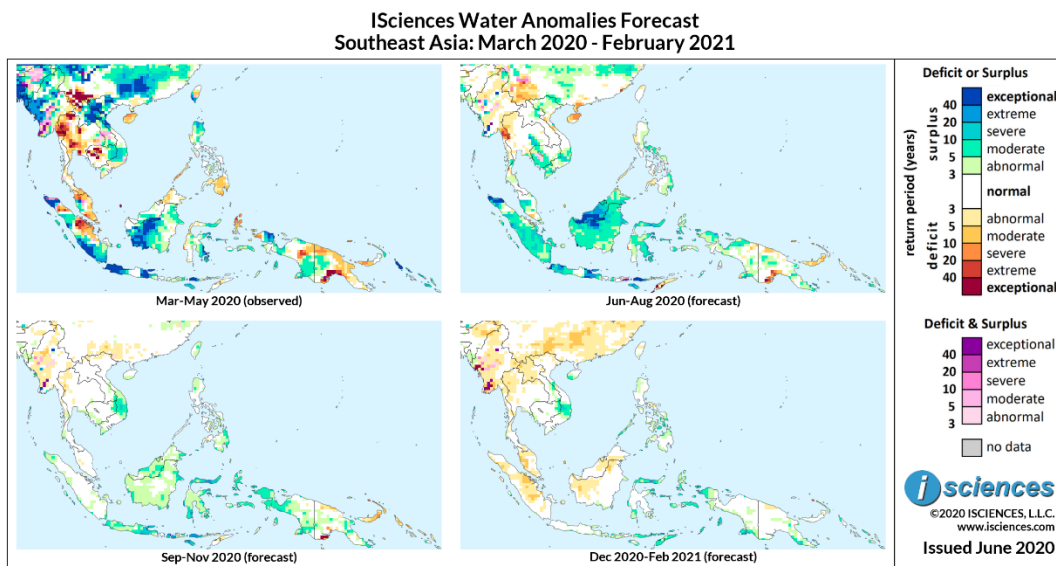 ISciences Water Anomalies Forecast
Southeast Asia: March 2020 - February 2021
Mar-May 2020 (observed)
Jun-Aug 2020 (forecast)
Sep-Nov 2020 (forecast)
Dec 2020-Feb 2021 (forecast)
Deficit or Surplus
return period (years)
surplus
deficit
exceptional
40
extreme
20
severe
10
moderate
5
abnormal
3
normal
3
abnormal
5
moderate
10
severe
20
extreme
40
exceptional
Deficit & Surplus
exceptional
40
extreme
20
severe
10
moderate
5
abnormal
3
no data
i sciences
©2020 ISCIENCES, L.L.C.
www.isciences.com
Issued June 2020